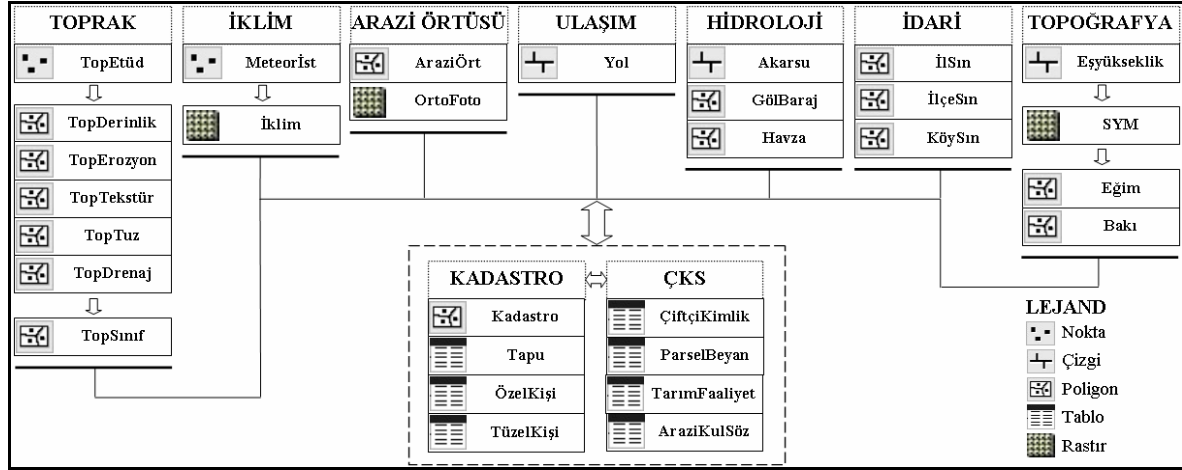 TOPRAK
TopEtüd
TopDerinlik
TopErozyon
TopTekstür
TopTuz
TopDrenaj
TopSınıf
İKLİM
Meteorİst
İklim
ARAZİ ÖRTÜSÜ
AraziÖrt
OrtoFoto
ULAŞIM
Yol
HİDROLOJİ
Akarsu
GölBaraj
Havza
İDARİ
İlSın
İlçeSın
KöySın
TOPOĞRAFYA
Eşyükseklik
SYM
Eğim
Bakı
KADASTRO
Kadastro
Tapu
ÖzelKişi
TüzelKişi
ÇKS
ÇiftçiKimlik
ParselBeyan
TarımFaaliyet
AraziKulSöz
LEJAND
Nokta
Çizgi
Poligon
Tablo
Rastır